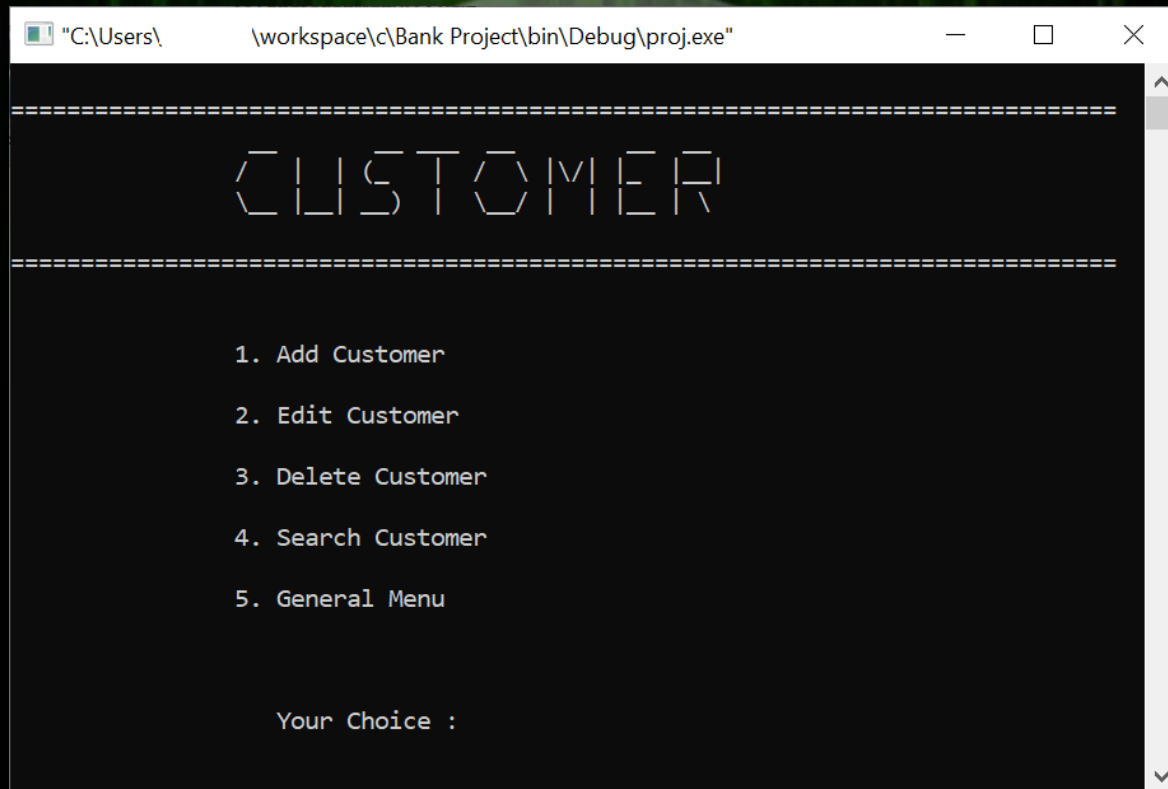 "C:\Users\ \workspace\c\Bank Project\bin\Debug\proj.exe"
===============================================================================
CUSTOMER
===============================================================================
1. Add Customer
2. Edit Customer
3. Delete Customer
4. Search Customer
5. General Menu
Your Choice :